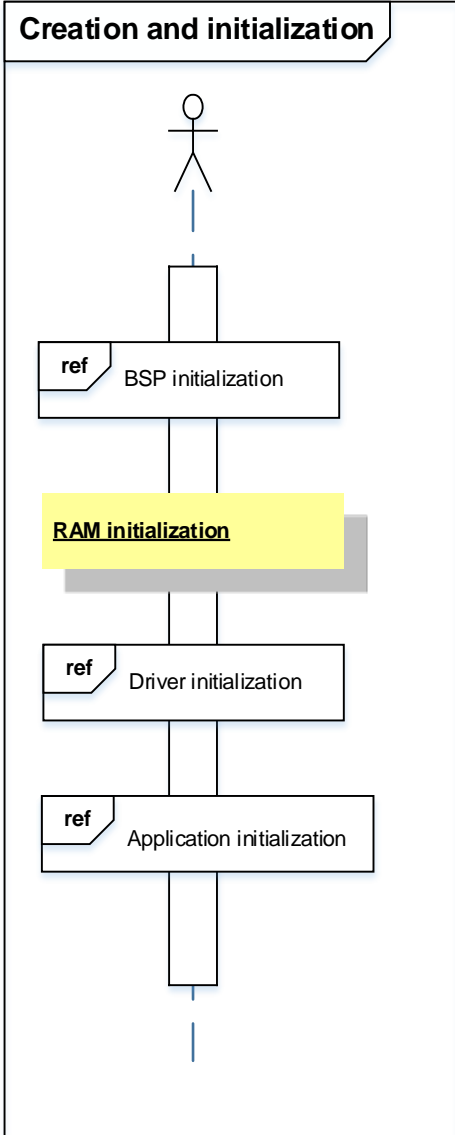 Creation and initialization
ref
BSP initialization
RAM initialization
ref
Driver initialization
ref
Application initialization